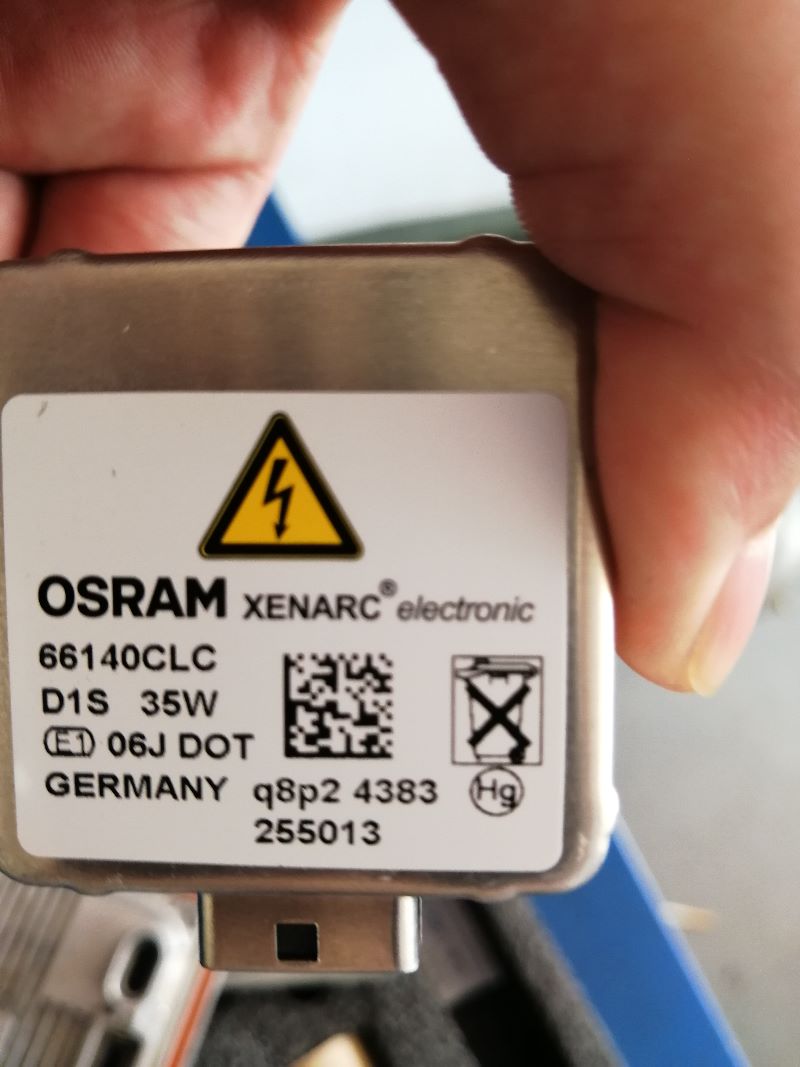 OSRAM XENARC® electronic
66140CLC
D1S 35W
E1 06J DOT
GERMANY q8p2 4383
255013
Hg